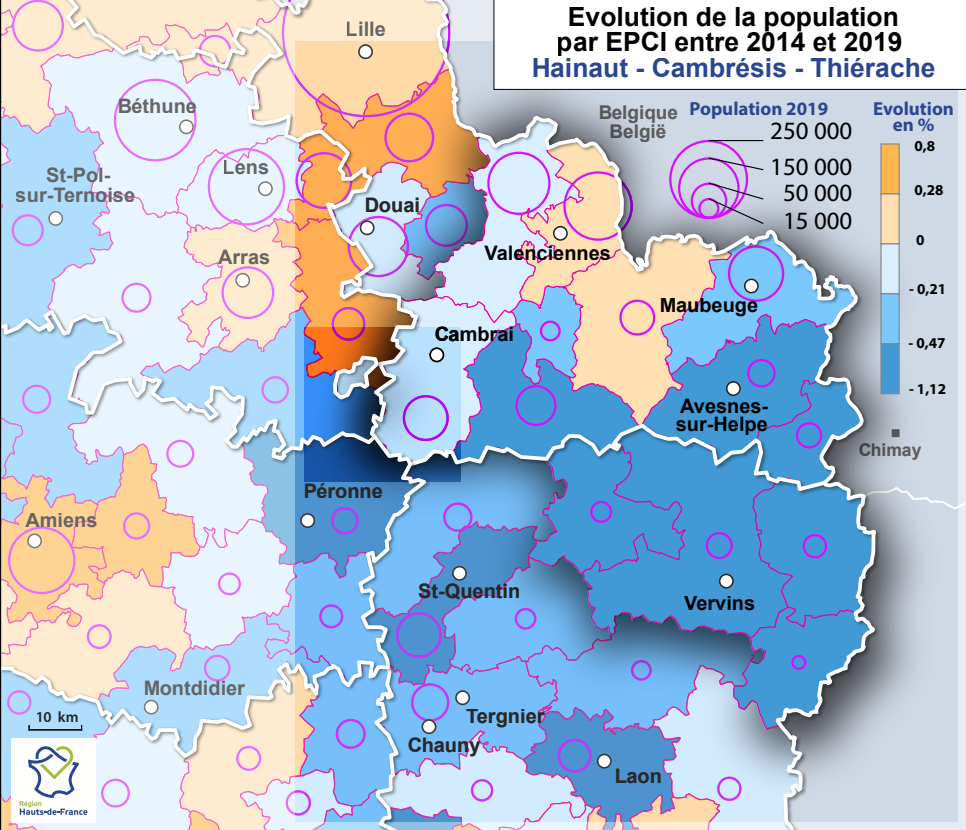 Evolution de la population
par EPCI entre 2014 et 2019
Hainaut - Cambrésis - Thiérache
Lille
Belgique
België
Population 2019
250 000
150 000
50 000
15 000
Evolution
en %
0,8
0,28
0
- 0,21
- 0,47
- 1,12
Béthune
Lens
St-Pol-
sur-Ternoise
Douai
Arras
Valenciennes
Maubeuge
Cambrai
Avesnes-
sur-Helpe
Chimay
Péronne
Amiens
St-Quentin
Vervins
Montdidier
Tergnier
Chauny
Laon
10 km
Région
Hauts-de-France